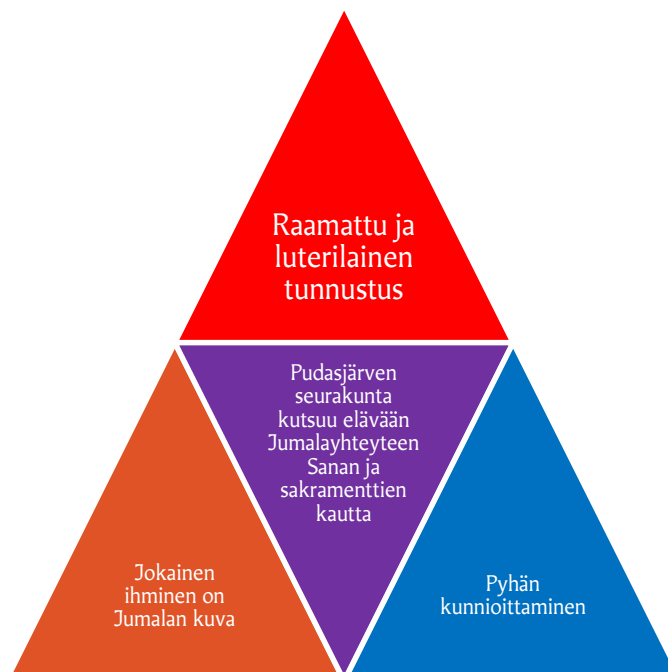 Raamattu ja
luterilainen
tunnustus
Pudasjärven
seurakunta
kutsuu elävään
Jumalayhteyteen
Sanan ja
sakramenttien
kautta
Jokainen
ihminen on
Jumalan kuva
Pyhän
kunnioittaminen